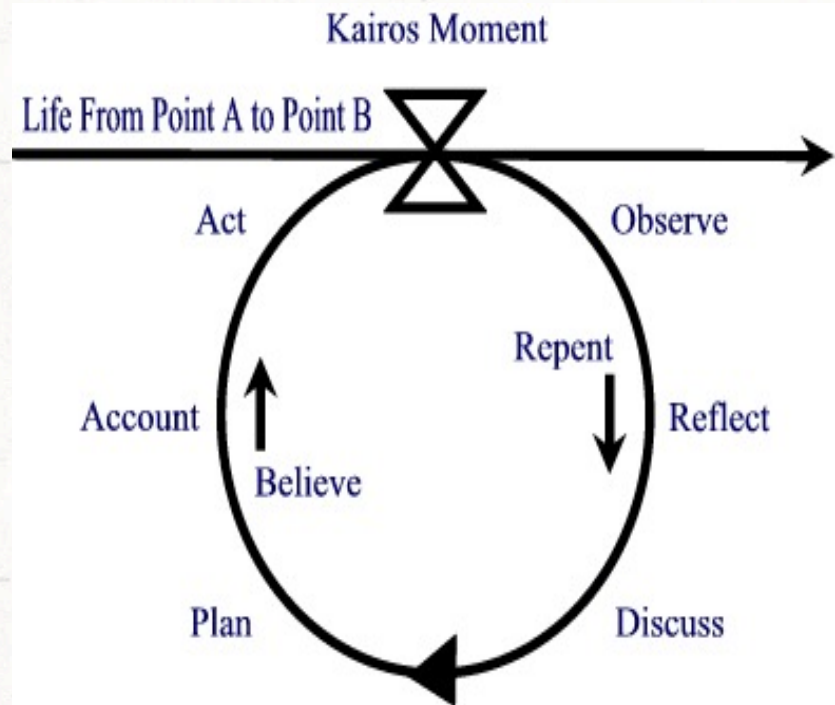 Kairos Moment
Life From Point A to Point B
Act
Observe
Repent
Account
Reflect
Believe
Plan
Discuss